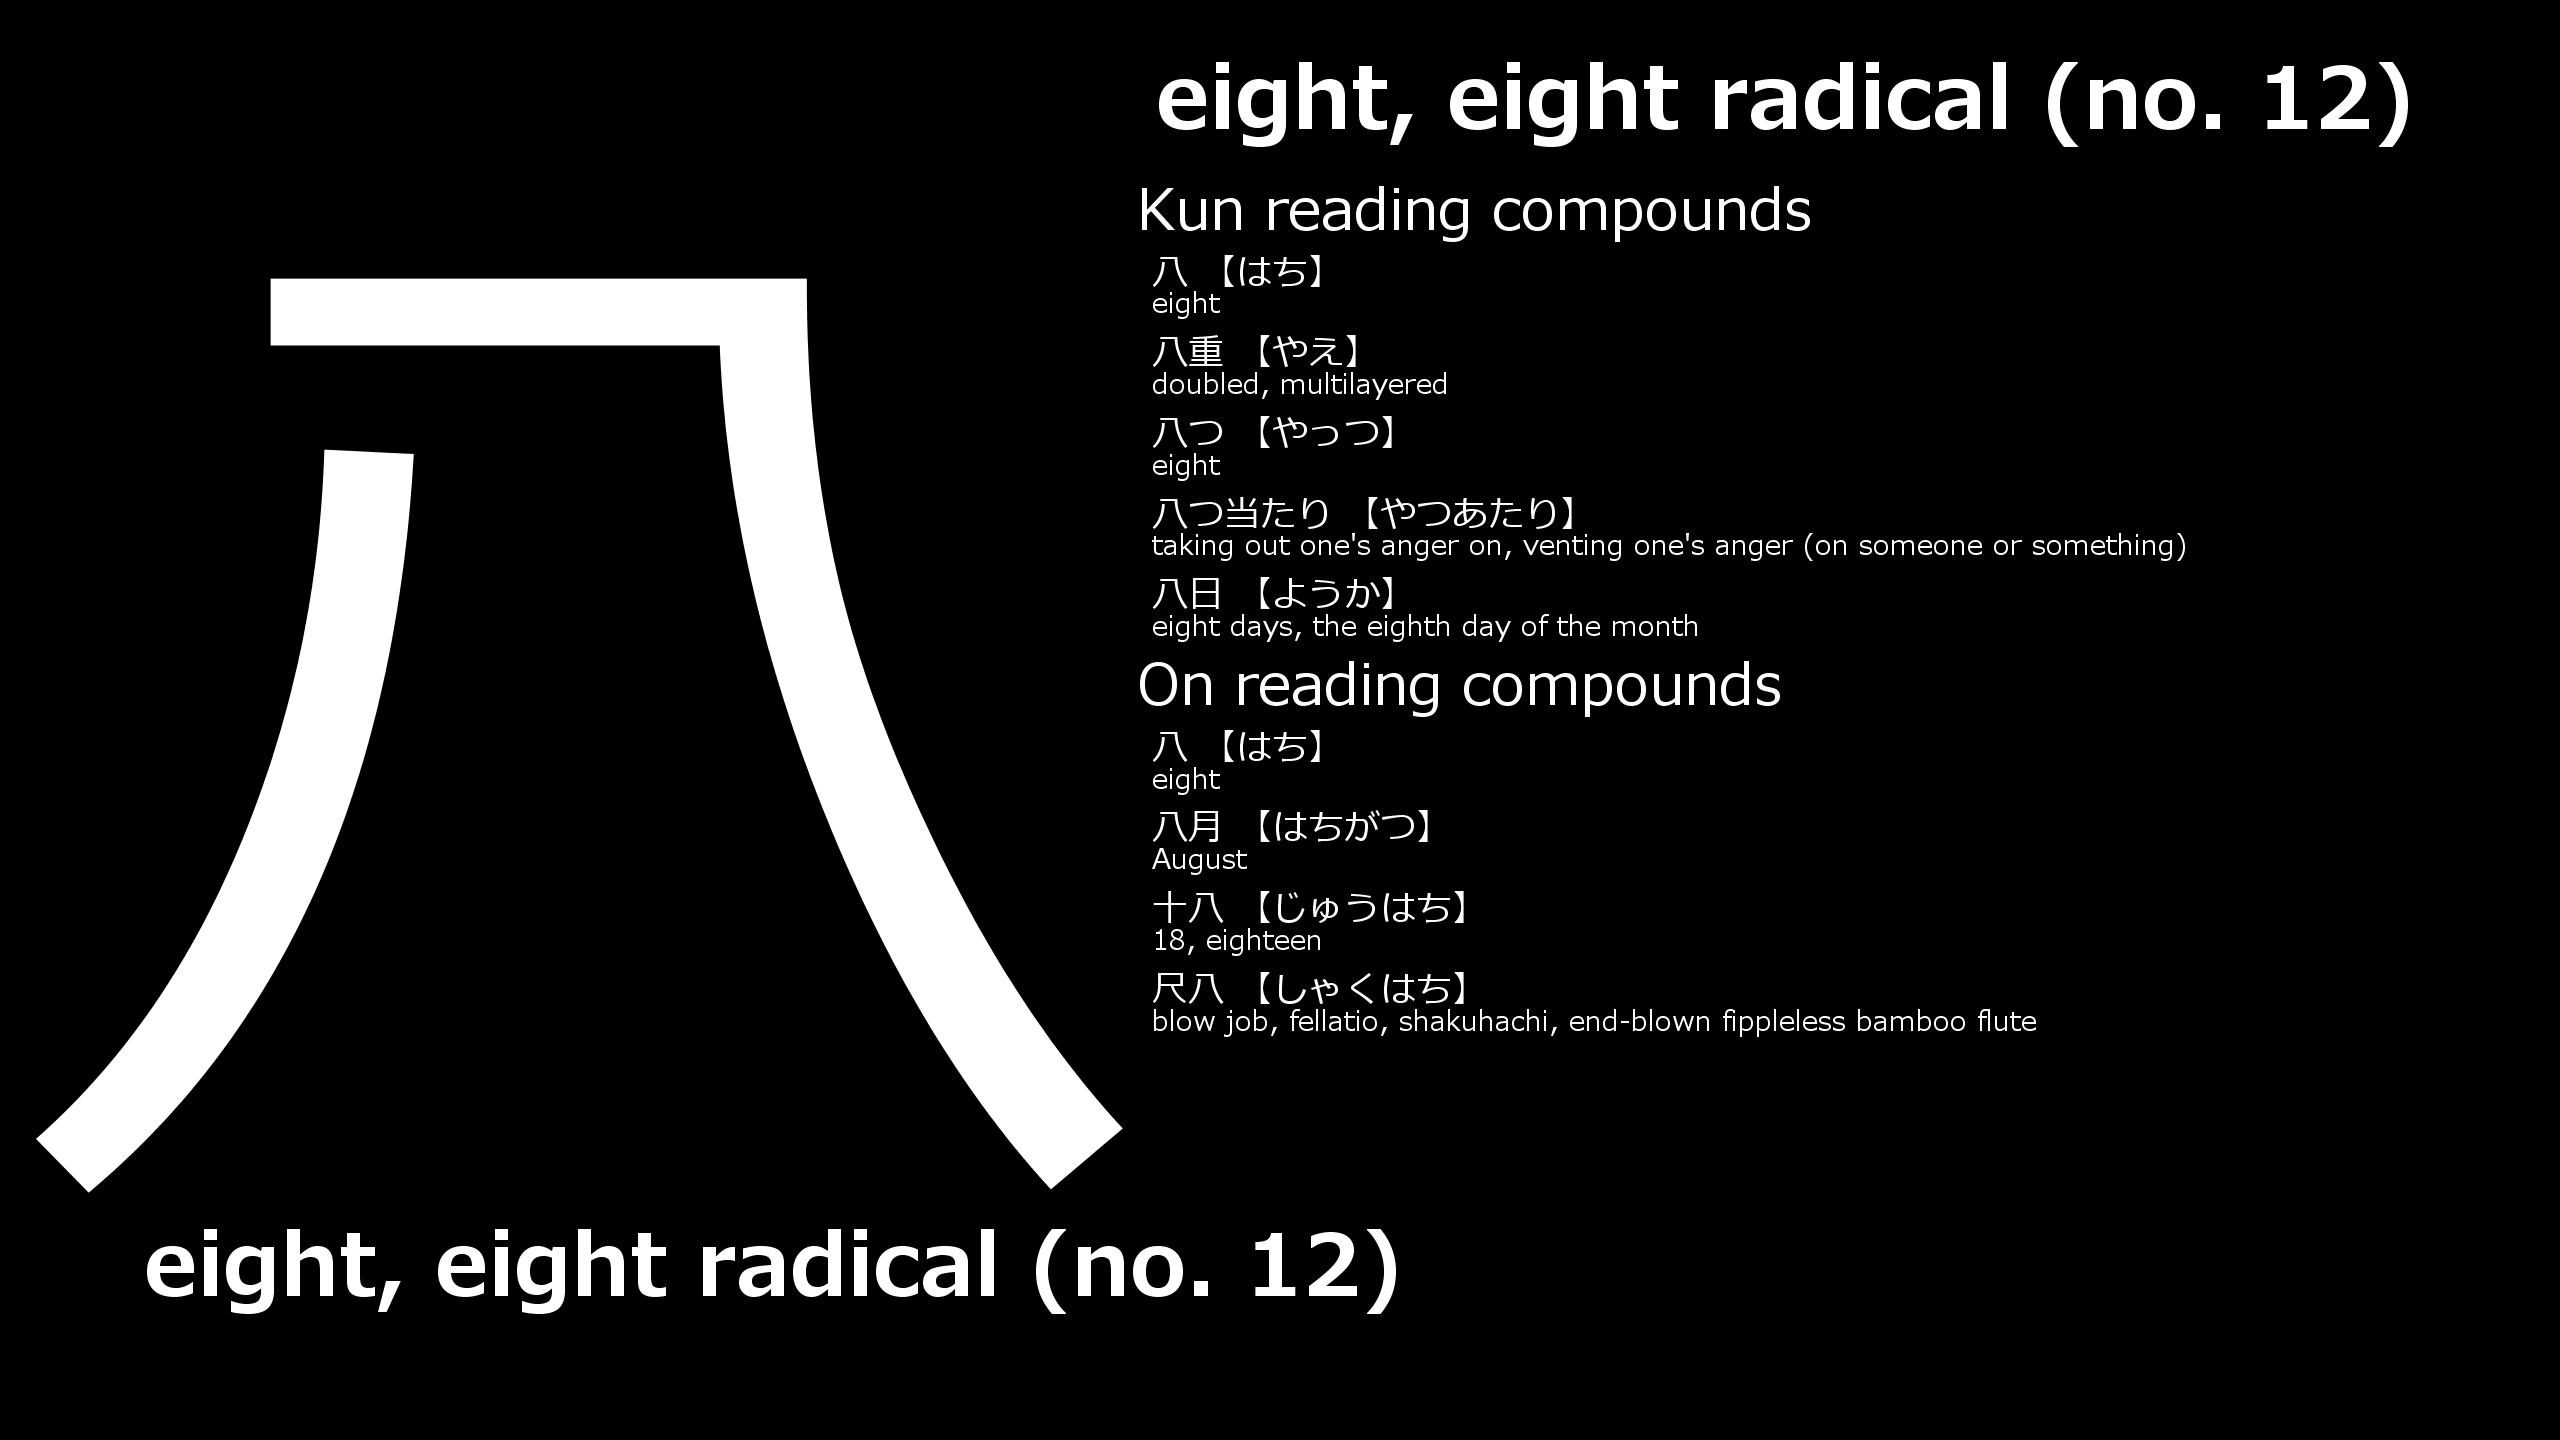 八
eight, eight radical (no. 12)
eight, eight radical (no. 12)
Kun reading compounds
八 【はち】
eight
八重 【やえ】
doubled, multilayered
八つ 【やっつ】
eight
八つ当たり 【やつあたり】
taking out one's anger on, venting one's anger (on someone or something)
八日 【ようか】
eight days, the eighth day of the month
On reading compounds
八 【はち】
eight
八月 【はちがつ】
August
十八 【じゅうはち】
18, eighteen
尺八 【しゃくはち】
blow job, fellatio, shakuhachi, end-blown fippleless bamboo flute